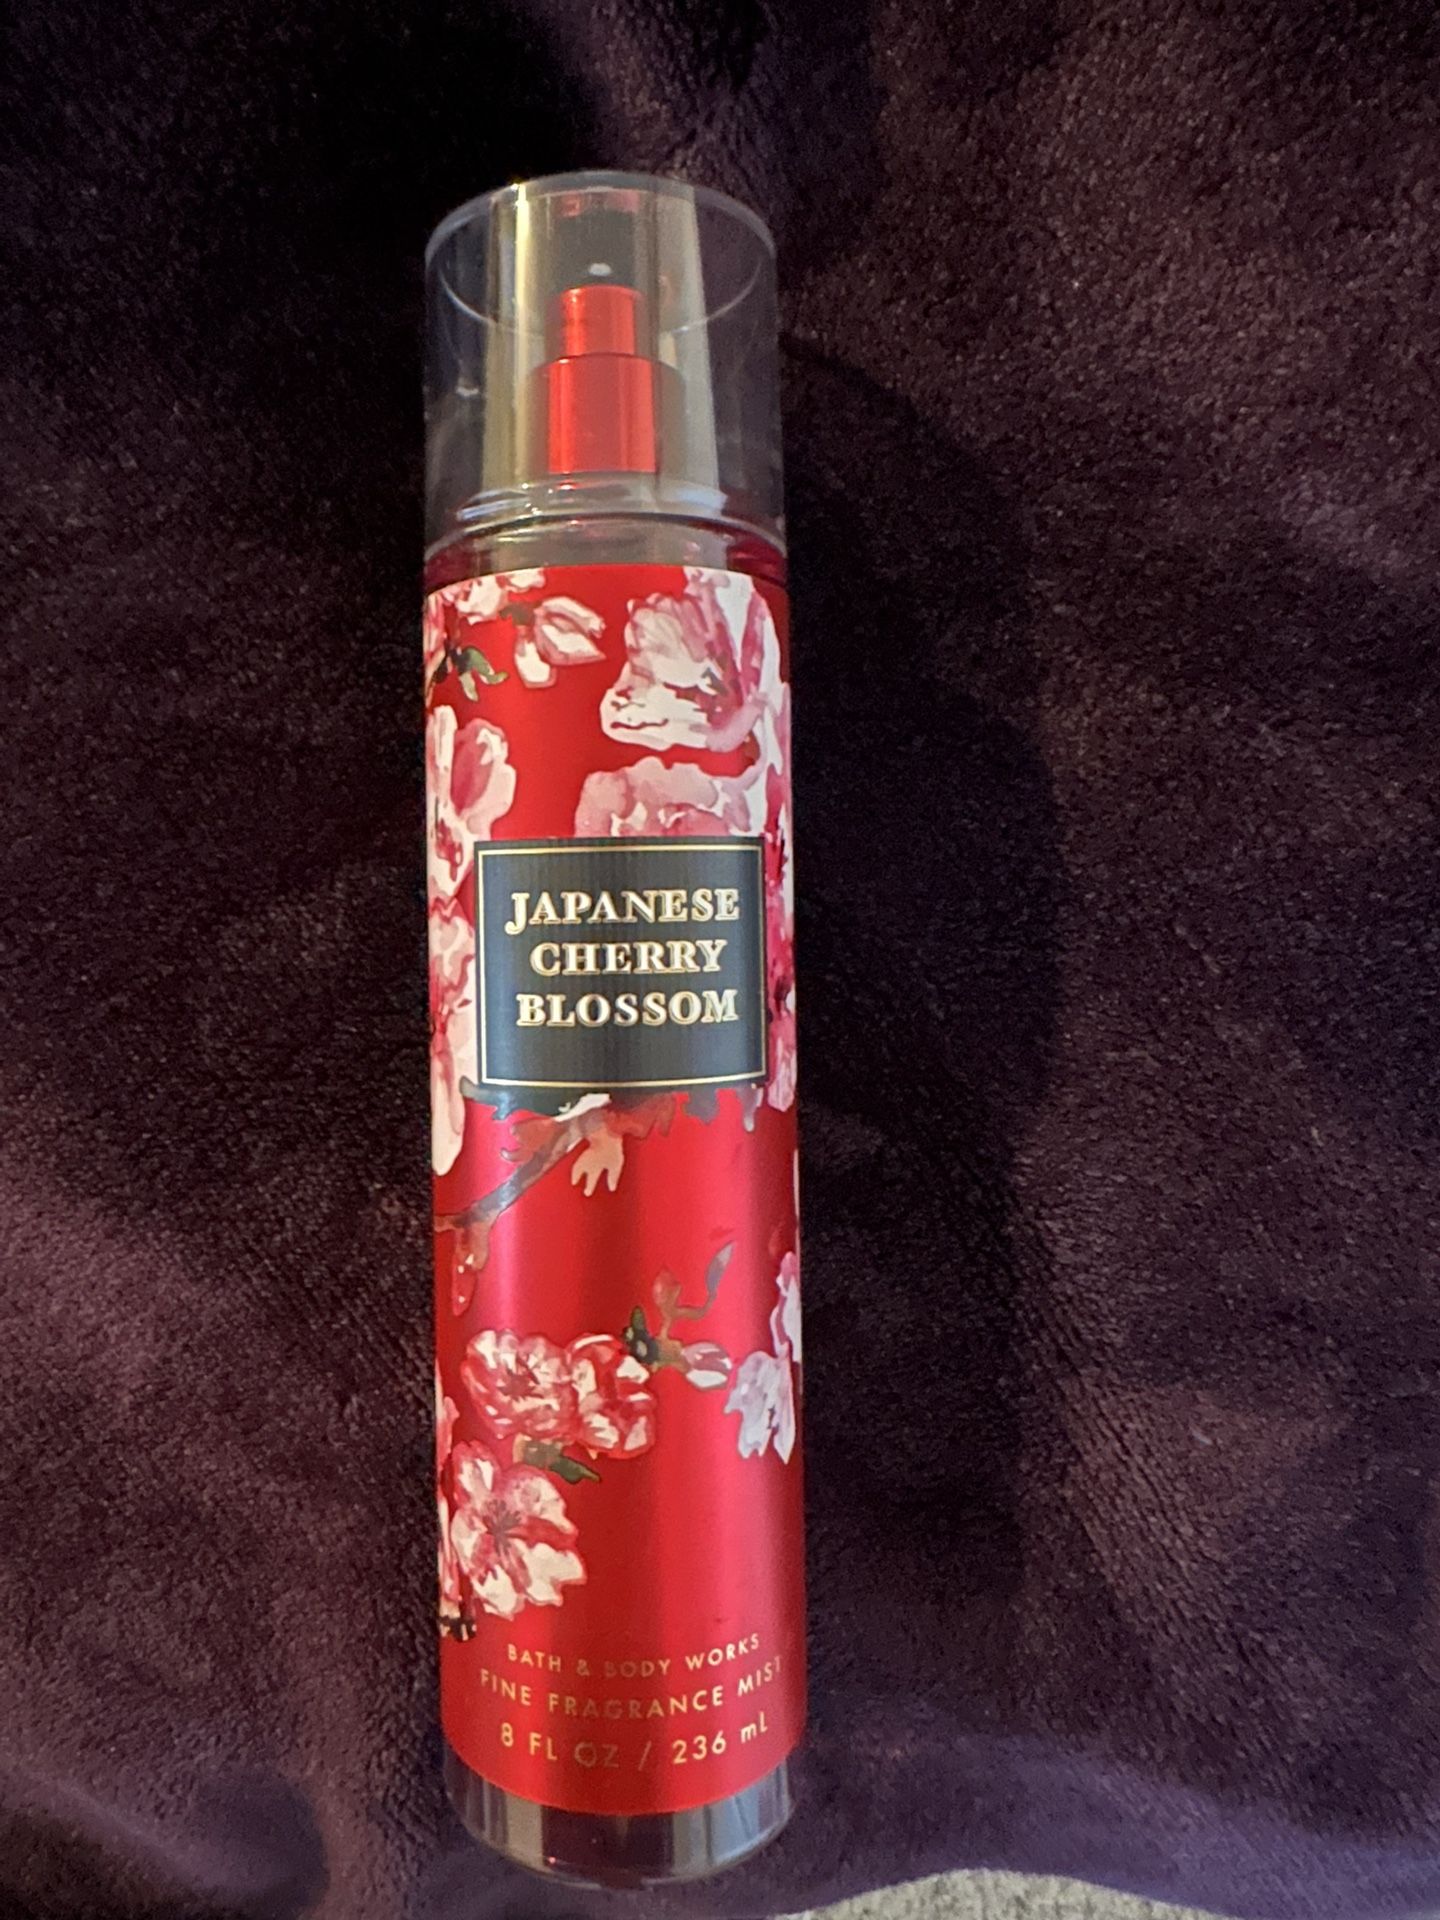 JAPANESE
CHERRY
BLOSSOM
BATH & BODY WORKS
FINE FRAGRANCE MIST
8 FL OZ / 236 mL